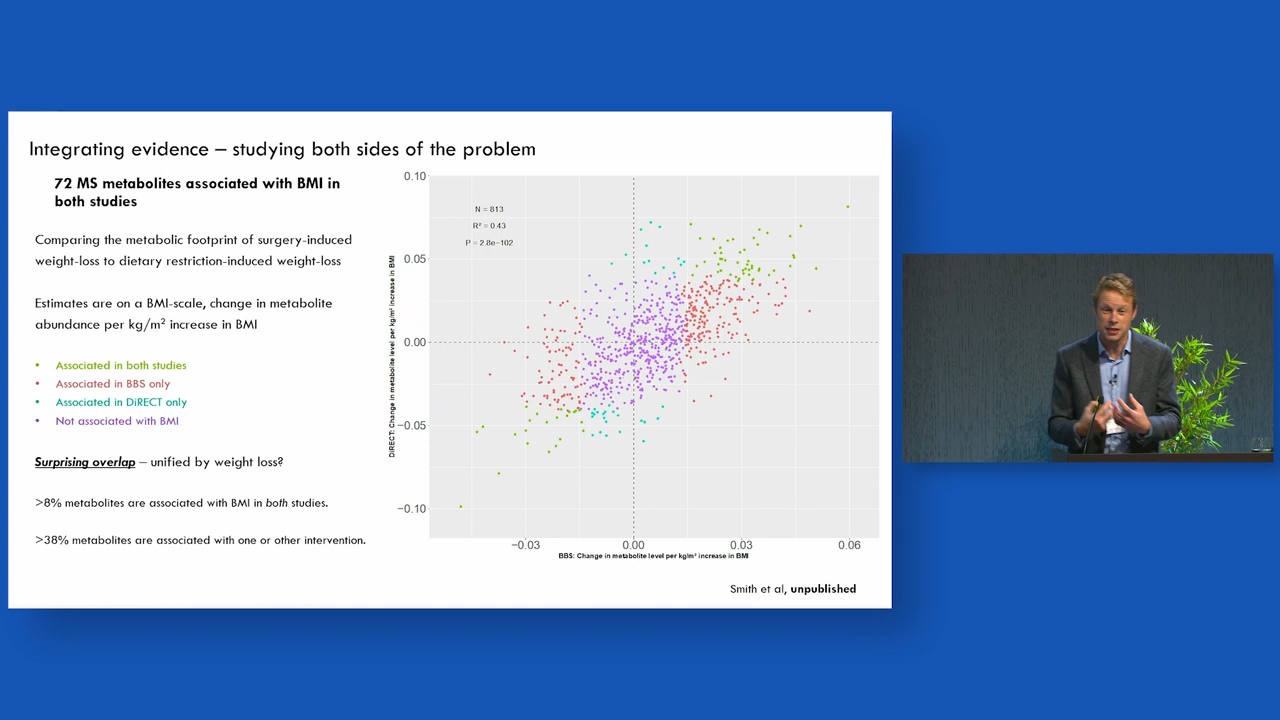 Integrating evidence – studying both sides of the problem
72 MS metabolites associated with BMI in
both studies
Comparing the metabolic footprint of surgery-induced
weight-loss to dietary restriction-induced weight-loss
Estimates are on a BMI-scale, change in metabolite
abundance per kg/m² increase in BMI
• Associated in both studies
• Associated in BBS only
• Associated in DiRECT only
• Not associated with BMI
Surprising overlap – unified by weight loss?
>8% metabolites are associated with BMI in both studies.
>38% metabolites are associated with one or other intervention.
DiRECT: Change in metabolite level per kg/m² increase in BMI
0.10
0.05
0.00
−0.05
−0.10
N = 813
R² = 0.43
P = 2.8e−102
−0.03 0.00 0.03 0.06
BBS: Change in metabolite level per kg/m² increase in BMI
Smith et al, unpublished